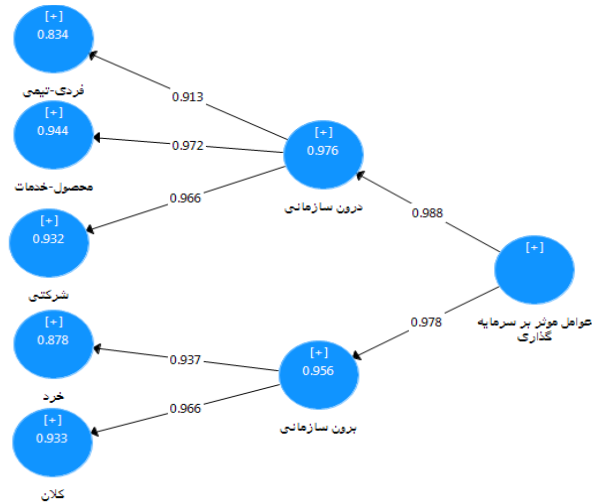 [+]
0.834
فردی-تیمی
[+]
0.944
محصول-خدمات
[+]
0.932
شرکتی
[+]
0.878
خرد
[+]
0.933
کلان
0.913
0.972
0.966
0.937
0.966
[+]
0.976
درون سازمانی
[+]
0.956
برون سازمانی
0.988
0.978
[+]
عوامل موثر بر سرمایه
گذاری